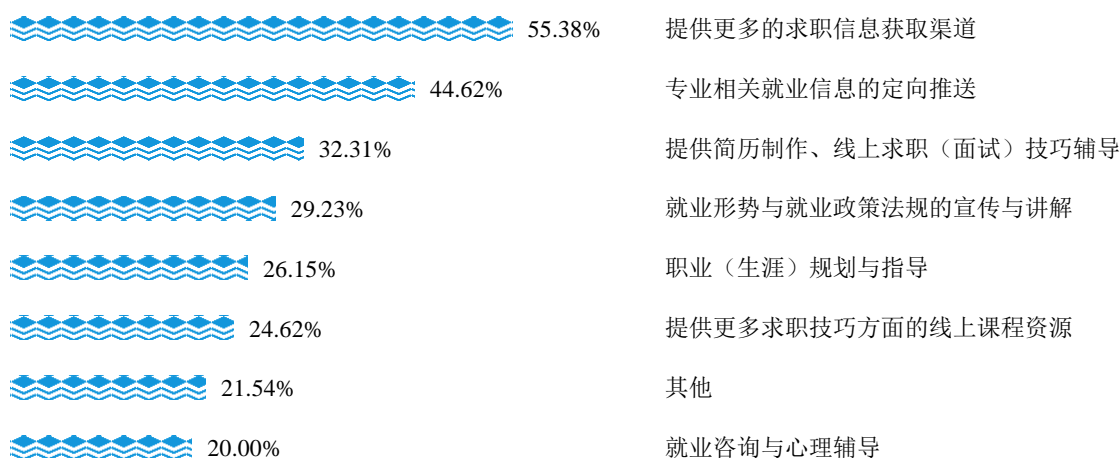 55.38% 提供更多的求职信息获取渠道
44.62% 专业相关就业信息的定向推送
32.31% 提供简历制作、线上求职（面试）技巧辅导
29.23% 就业形势与就业政策法规的宣传与讲解
26.15% 职业（生涯）规划与指导
24.62% 提供更多求职技巧方面的线上课程资源
21.54% 其他
20.00% 就业咨询与心理辅导